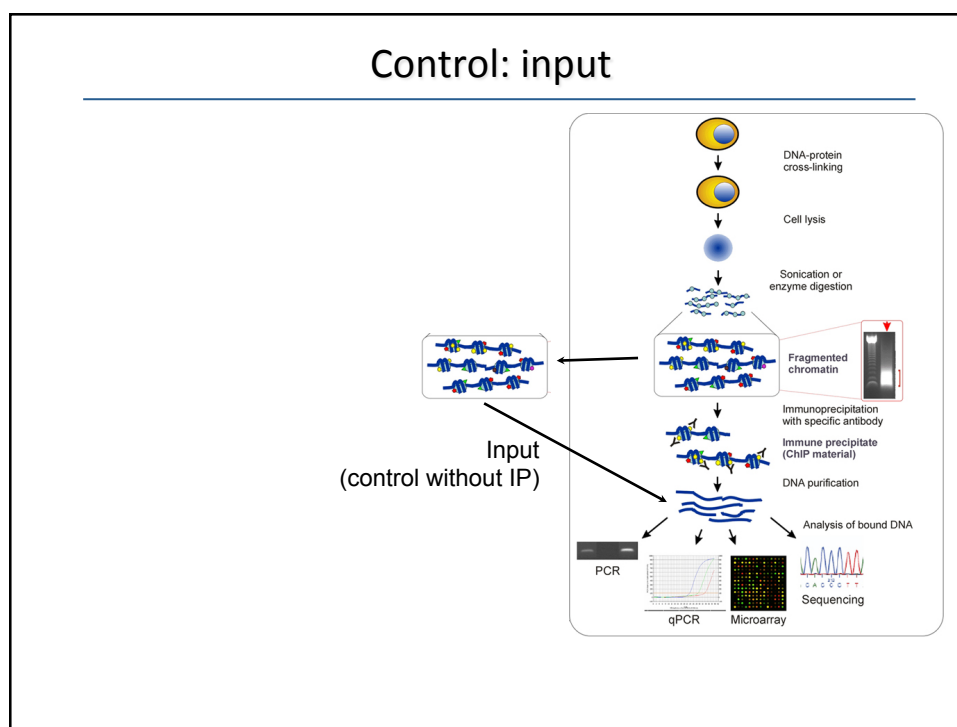 Control: input
DNA-protein
cross-linking
Cell lysis
Sonication or
enzyme digestion
Fragmented
chromatin
Immunoprecipitation
with specific antibody
Immune precipitate
(ChIP material)
Input
(control without IP)
DNA purification
Analysis of bound DNA
PCR
qPCR
Microarray
Sequencing